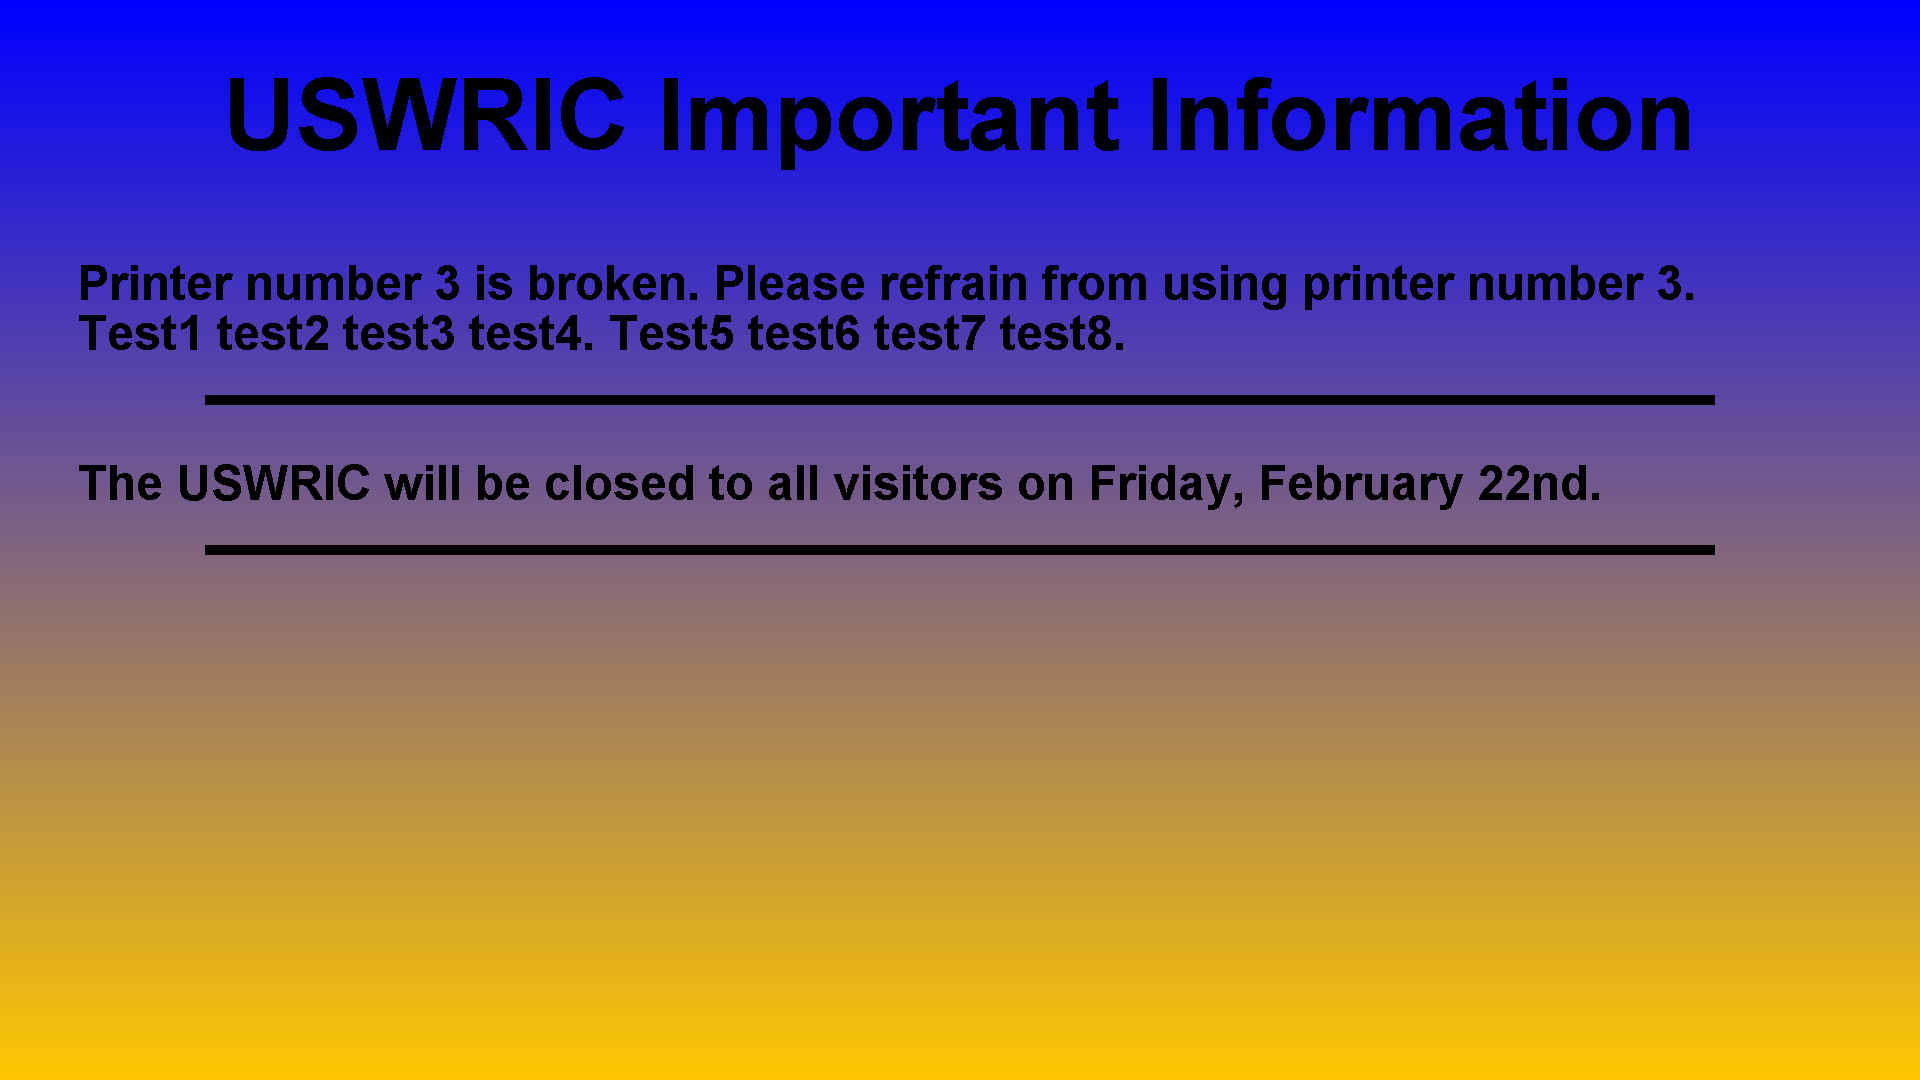 USWRIC Important Information
Printer number 3 is broken. Please refrain from using printer number 3.
Test1 test2 test3 test4. Test5 test6 test7 test8.
The USWRIC will be closed to all visitors on Friday, February 22nd.